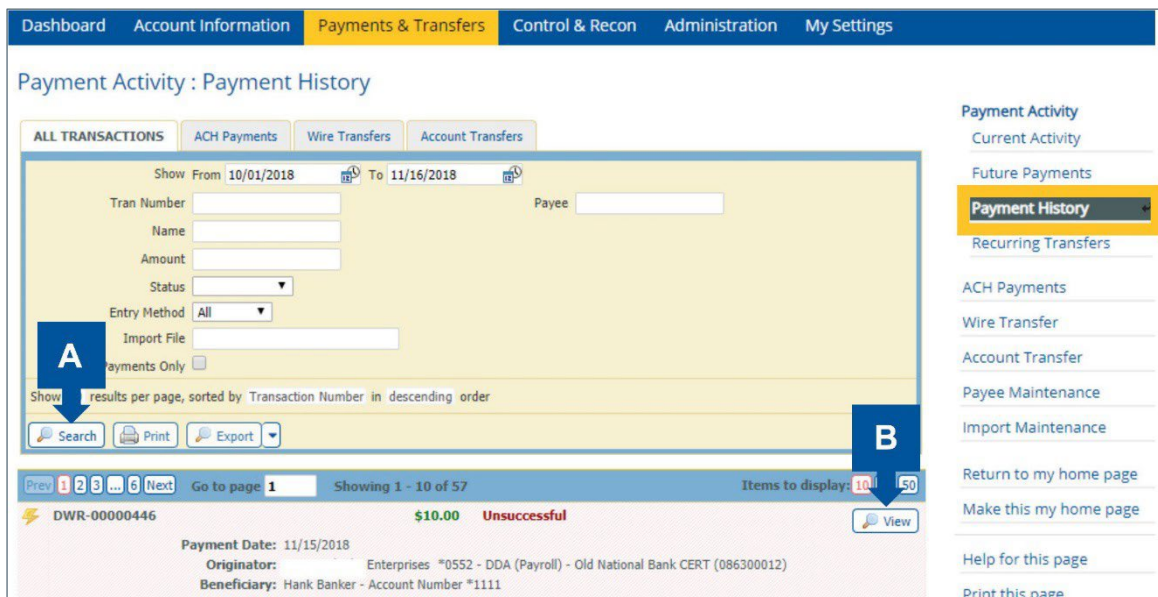 Dashboard Account Information Payments & Transfers Control & Recon Administration My Settings
Payment Activity : Payment History
ALL TRANSACTIONS ACH Payments Wire Transfers Account Transfers
Show From 10/01/2018 To 11/16/2018
Tran Number Payee
Name
Amount
Status
Entry Method All
Import File
A
Payments Only
Show results per page, sorted by Transaction Number in descending order
Search Print Export
B
Prev 1 2 3 ... 6 Next Go to page 1 Showing 1 - 10 of 57 Items to display: 10 50
DWR-00000446 $10.00 Unsuccessful View
Payment Date: 11/15/2018
Originator: Enterprises *0552 - DDA (Payroll) - Old National Bank CERT (086300012)
Beneficiary: Hank Banker - Account Number *1111
Payment Activity
Current Activity
Future Payments
Payment History
Recurring Transfers
ACH Payments
Wire Transfer
Account Transfer
Payee Maintenance
Import Maintenance
Return to my home page
Make this my home page
Help for this page
Print this page